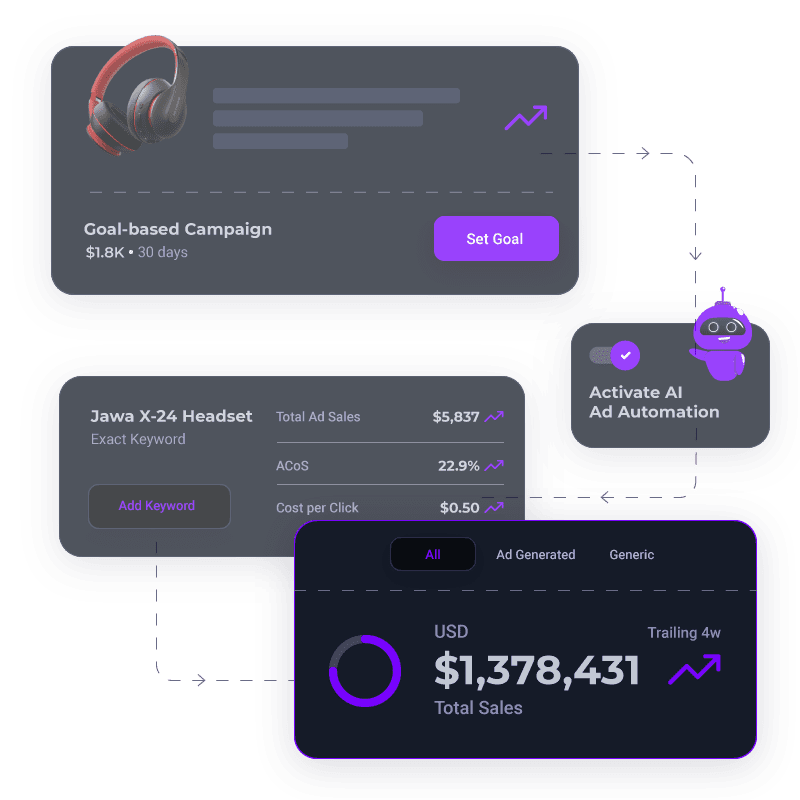 Goal-based Campaign
$1.8K • 30 days
Set Goal
Activate AI
Ad Automation
Jawa X-24 Headset
Exact Keyword
Add Keyword
Total Ad Sales $5,837
ACoS 22.9%
Cost per Click $0.50
All Ad Generated Generic
USD Trailing 4w
$1,378,431
Total Sales